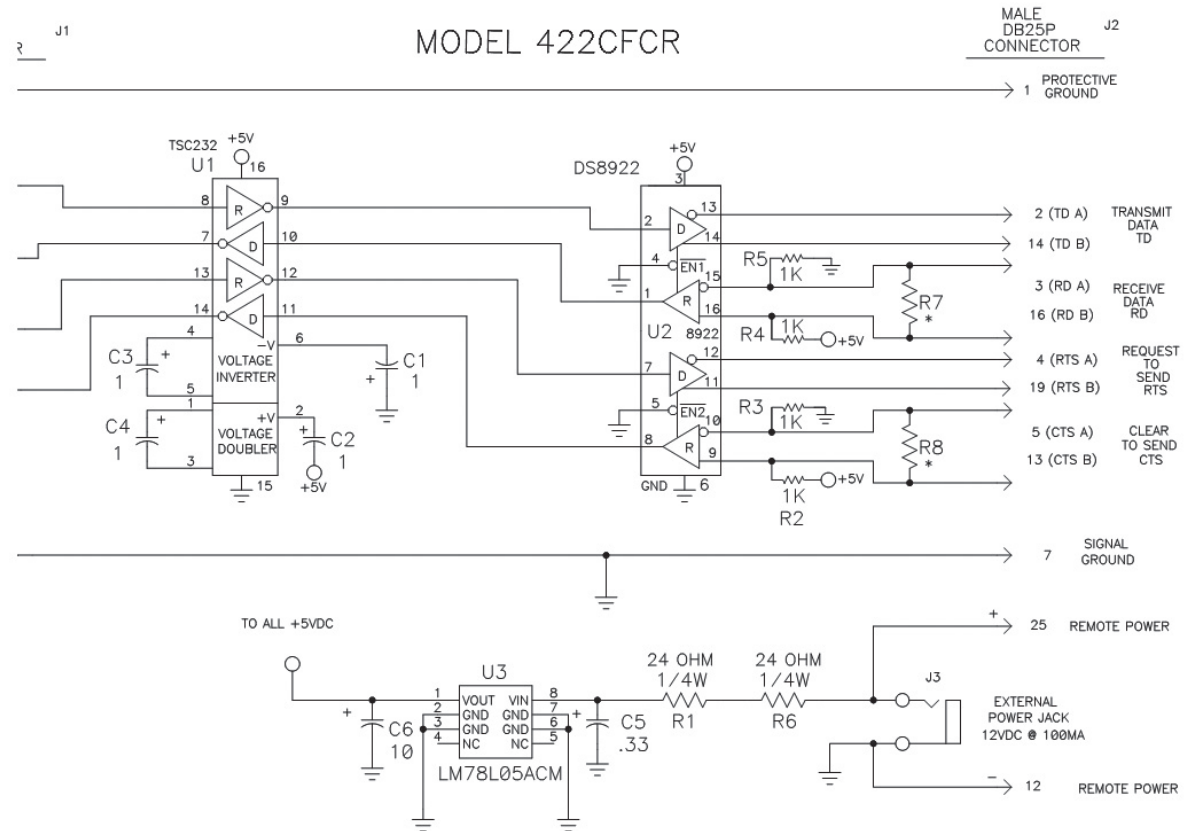 J1
R
MODEL 422CFCR
MALE
DB25P
CONNECTOR
J2
1
PROTECTIVE
GROUND
TSC232
U1
+5V
16
8
R
9
7
D
10
13
R
12
14
D
11
4
-V
6
VOLTAGE
INVERTER
5
C3
+
1
C1
+
1
1
+V
2
VOLTAGE
DOUBLER
3
C4
+
1
C2
+
1
+5V
15
DS8922
+5V
3
2
D
13
14
4
EN1
15
1
R
16
U2
8922
7
D
12
11
5
EN2
10
8
R
9
GND
6
R5
1K
R4
1K
+5V
R7
*
R3
1K
1K
+5V
R2
R8
*
2 (TD A)
14 (TD B)
TRANSMIT
DATA
TD
3 (RD A)
16 (RD B)
RECEIVE
DATA
RD
4 (RTS A)
19 (RTS B)
REQUEST
TO
SEND
RTS
5 (CTS A)
13 (CTS B)
CLEAR
TO SEND
CTS
7
SIGNAL
GROUND
TO ALL +5VDC
+
C6
10
U3
1 VOUT VIN 8
2 GND GND 7
3 GND GND 6
4 NC NC 5
LM78L05ACM
+
C5
.33
24 OHM
1/4W
R1
24 OHM
1/4W
R6
+
25
REMOTE POWER
J3
EXTERNAL
POWER JACK
12VDC @ 100MA
-
12
REMOTE POWER